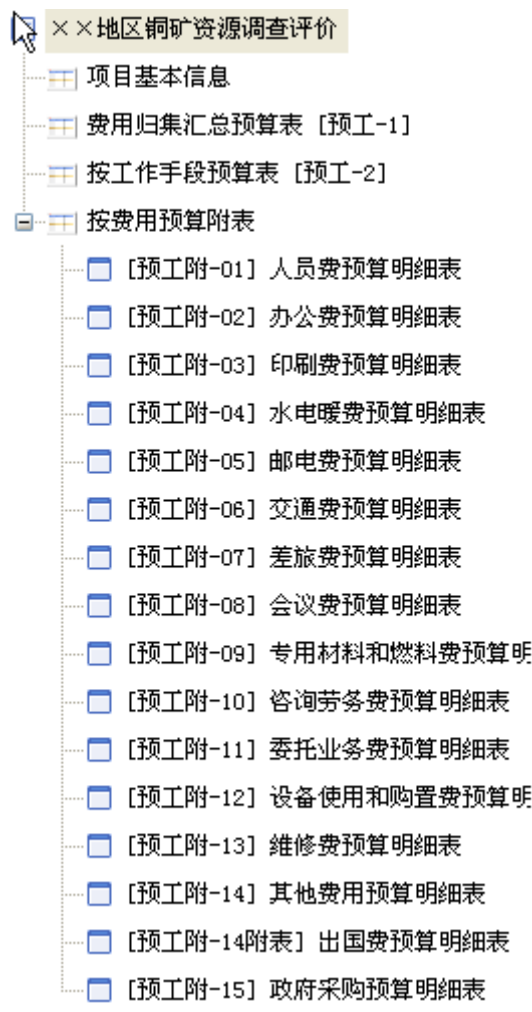 ××地区铜矿资源调查评价
项目基本信息
费用归集汇总预算表 [预工-1]
按工作手段预算表 [预工-2]
按费用预算附表
[预工附-01] 人员费预算明细表
[预工附-02] 办公费预算明细表
[预工附-03] 印刷费预算明细表
[预工附-04] 水电暖费预算明细表
[预工附-05] 邮电费预算明细表
[预工附-06] 交通费预算明细表
[预工附-07] 差旅费预算明细表
[预工附-08] 会议费预算明细表
[预工附-09] 专用材料和燃料费预算明
[预工附-10] 咨询劳务费预算明细表
[预工附-11] 委托业务费预算明细表
[预工附-12] 设备使用和购置费预算明
[预工附-13] 维修费预算明细表
[预工附-14] 其他费用预算明细表
[预工附-14附表] 出国费预算明细表
[预工附-15] 政府采购预算明细表